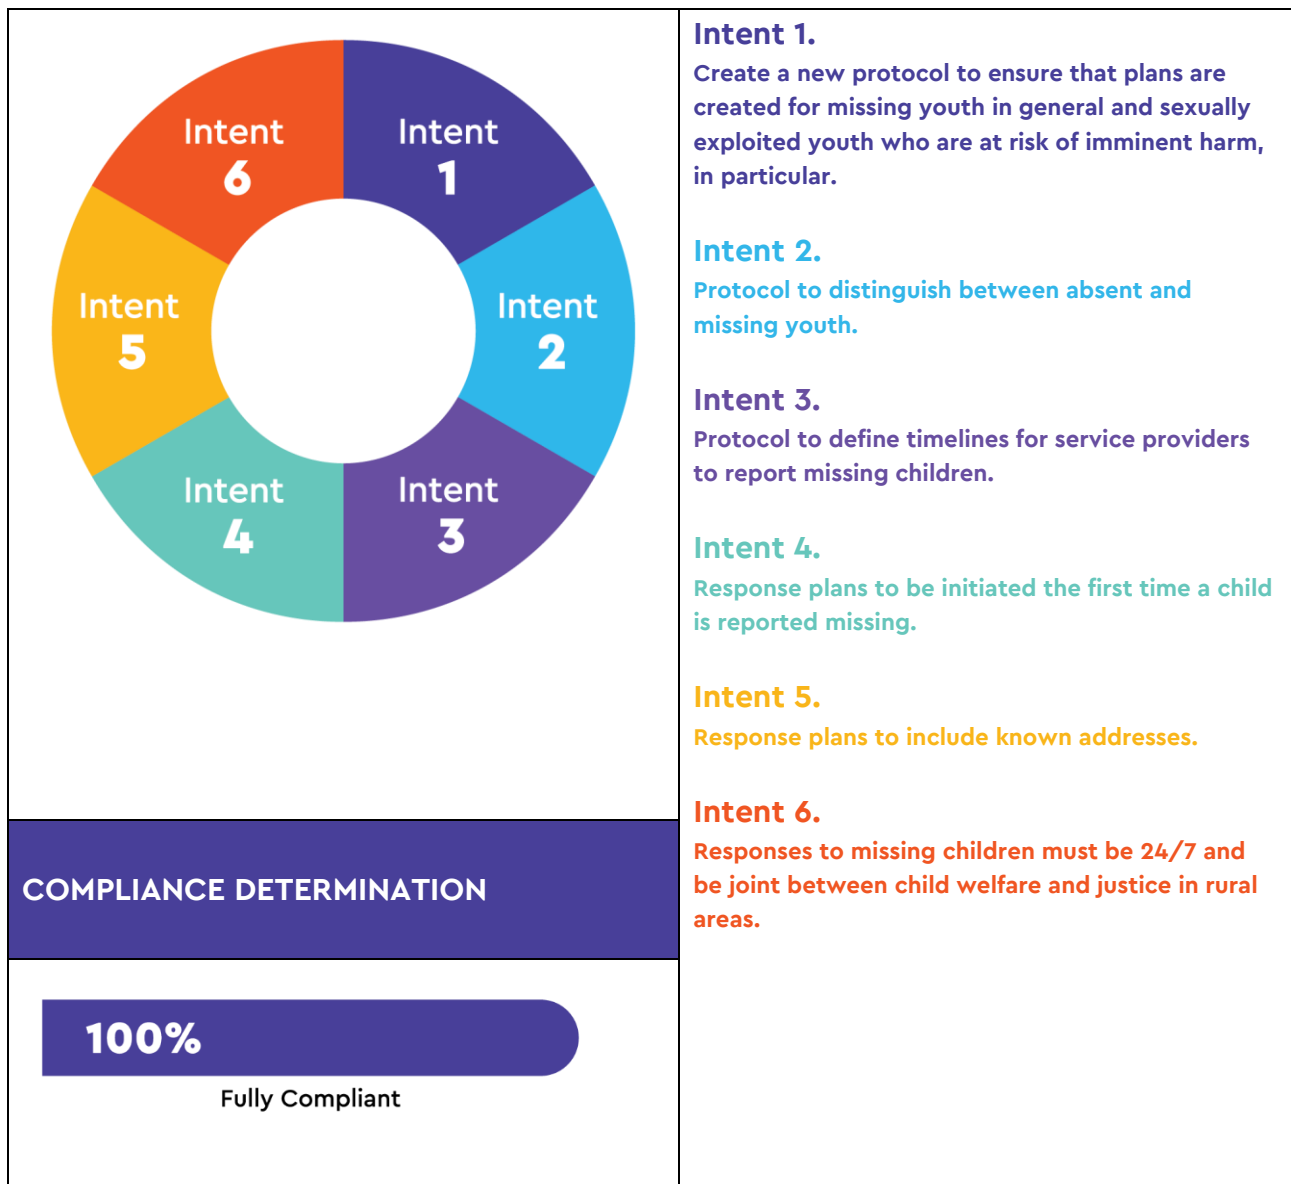 Intent
6
Intent
1
Intent
5
Intent
2
Intent
4
Intent
3
COMPLIANCE DETERMINATION
100%
Fully Compliant
Intent 1.
Create a new protocol to ensure that plans are
created for missing youth in general and sexually
exploited youth who are at risk of imminent harm,
in particular.
Intent 2.
Protocol to distinguish between absent and
missing youth.
Intent 3.
Protocol to define timelines for service providers
to report missing children.
Intent 4.
Response plans to be initiated the first time a child
is reported missing.
Intent 5.
Response plans to include known addresses.
Intent 6.
Responses to missing children must be 24/7 and
be joint between child welfare and justice in rural
areas.